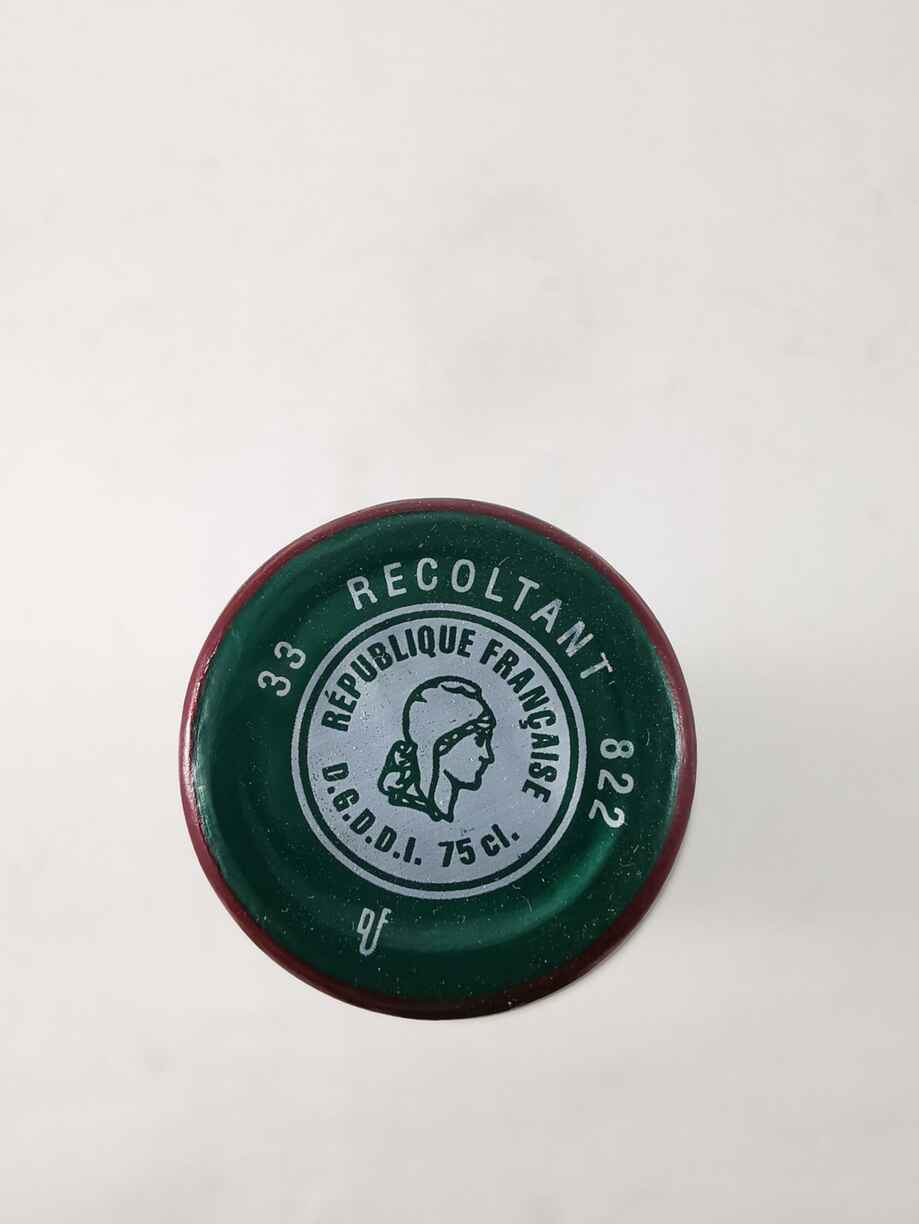 33 RECOLTANT 822
RÉPUBLIQUE FRANÇAISE
D.G.D.D.I. 75 cl.